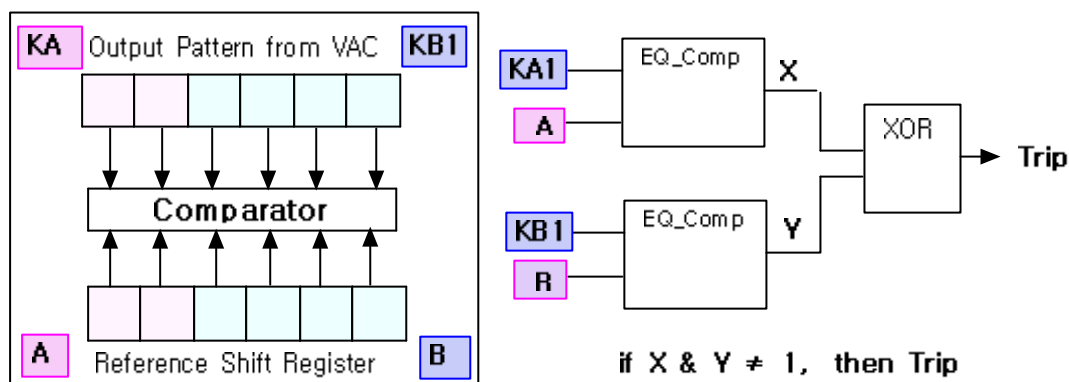 KA Output Pattern from VAC KB1
Comparator
A Reference Shift Register B
KA1
A
EQ_Comp
X
KB1
R
EQ_Comp
Y
XOR
Trip
if X & Y ≠ 1, then Trip